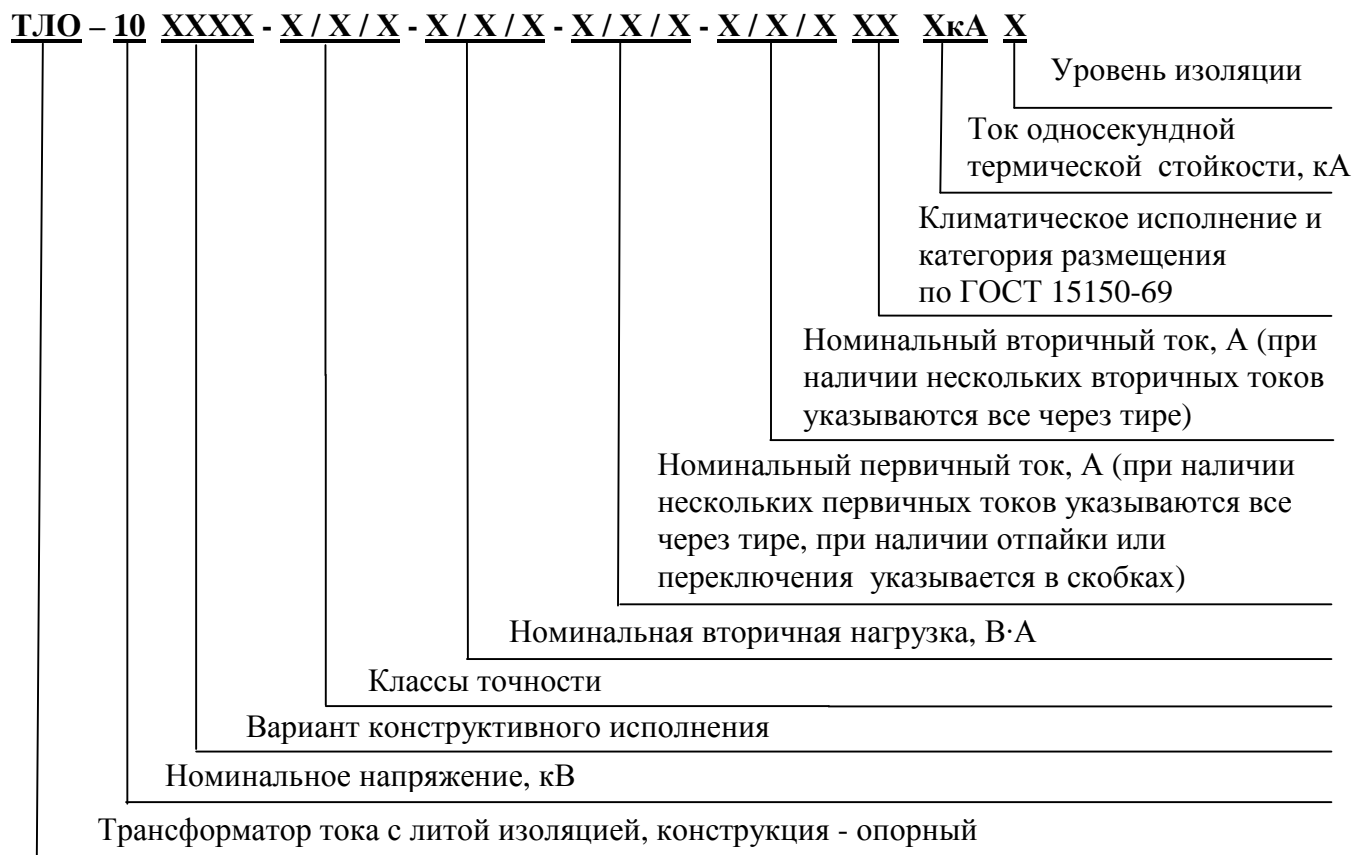 ТЛО – 10 ХХХХ - Х / Х / Х - Х / Х / Х - Х / Х / Х - Х / Х / Х ХХ ХкА Х
Уровень изоляции
Ток односекундной
термической стойкости, кА
Климатическое исполнение и
категория размещения
по ГОСТ 15150-69
Номинальный вторичный ток, А (при
наличии нескольких вторичных токов
указываются все через тире)
Номинальный первичный ток, А (при наличии
нескольких первичных токов указываются все
через тире, при наличии отпайки или
переключения указывается в скобках)
Номинальная вторичная нагрузка, В·А
Классы точности
Вариант конструктивного исполнения
Номинальное напряжение, кВ
Трансформатор тока с литой изоляцией, конструкция - опорный